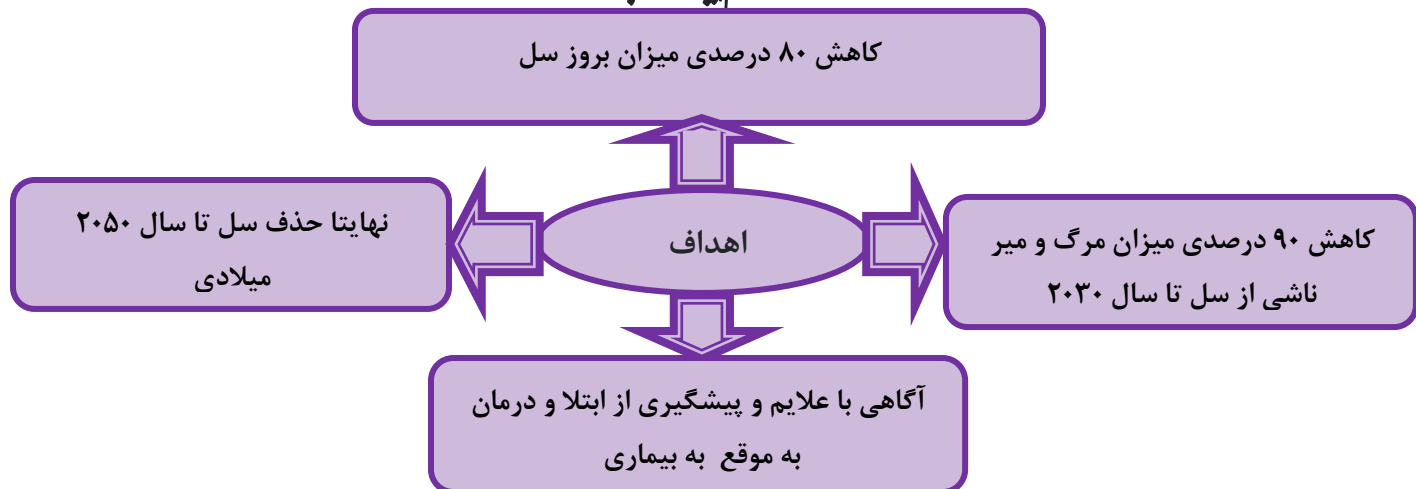 کاهش ۸۰ درصدی میزان بروز سل
نهایتا حذف سل تا سال ۲۰۵۰
میلادی
اهداف
کاهش ۹۰ درصدی میزان مرگ و میر
ناشی از سل تا سال ۲۰۳۰
آگاهی با علایم و پیشگیری از ابتلا و درمان
به موقع به بیماری